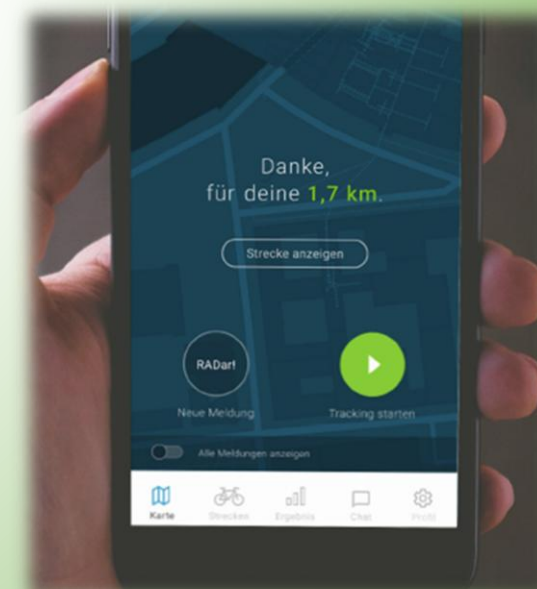 Danke,
für deine 1,7 km.
Strecke anzeigen
RADar!
Neue Meldung
Tracking starten
Alle Meldungen anzeigen
Karte
Strecken
Ergebnis
Chat
Profil